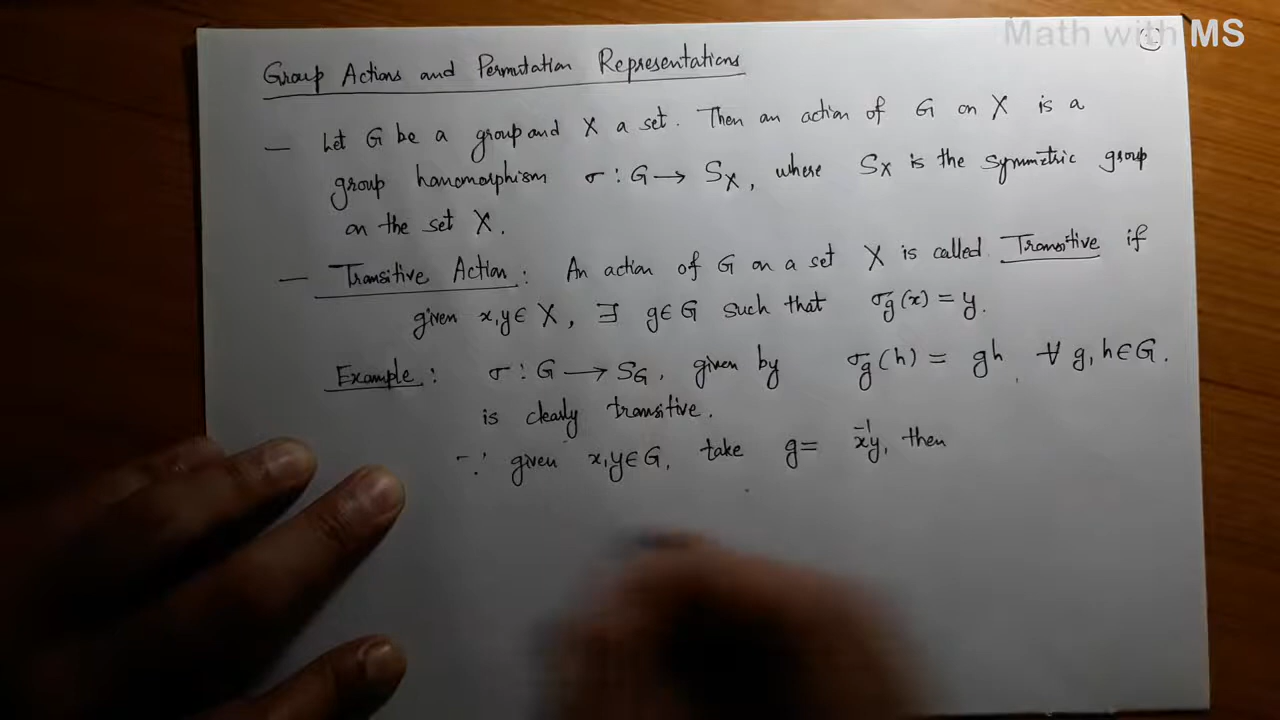 Math with MS
Group Actions and Permutation Representations
— Let G be a group and X a set. Then an action of G on X is a
group homomorphism σ : G → S_X, where S_X is the symmetric group
on the set X.
— Transitive Action : An action of G on a set X is called Transitive if
given x,y ∈ X, ∃ g ∈ G such that σ_g(x) = y.
Example : σ : G → S_G, given by σ_g(h) = gh, ∀ g,h ∈ G.
is clearly transitive.
∵ given x,y ∈ G, take g = x⁻¹y, then